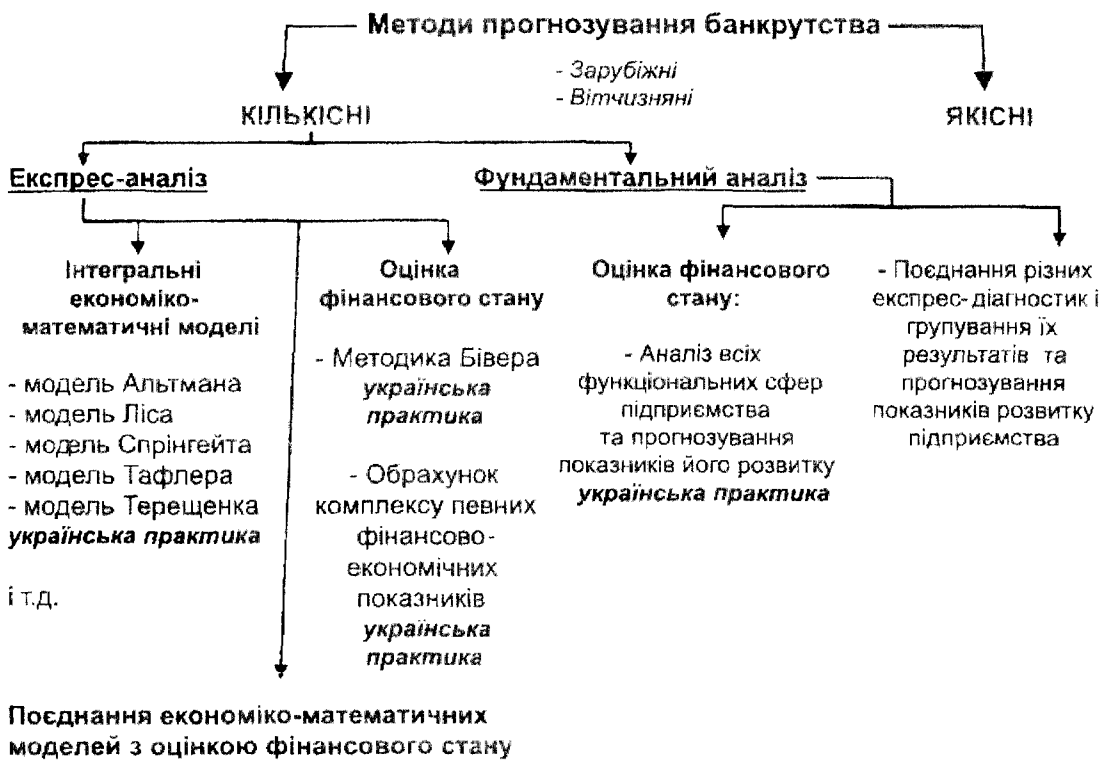 Методи прогнозування банкрутства
- Зарубіжні
- Вітчизняні
КІЛЬКІСНІ
ЯКІСНІ
Експрес-аналіз
Фундаментальний аналіз
Інтегральні
економіко-
математичні моделі
- модель Альтмана
- модель Ліса
- модель Спрінгейта
- модель Тафлера
- модель Терещенка
українська практика
і т.д.
Оцінка
фінансового стану
- Методика Бівера
українська
практика
- Обрахунок
комплексу певних
фінансово-
економічних
показників
українська
практика
Оцінка фінансового
стану:
- Аналіз всіх
функціональних сфер
підприємства
та прогнозування
показників його розвитку
українська практика
- Поєднання різних
експрес-діагностик і
групування їх
результатів та
прогнозування
показників розвитку
підприємства
Поєднання економіко-математичних
моделей з оцінкою фінансового стану